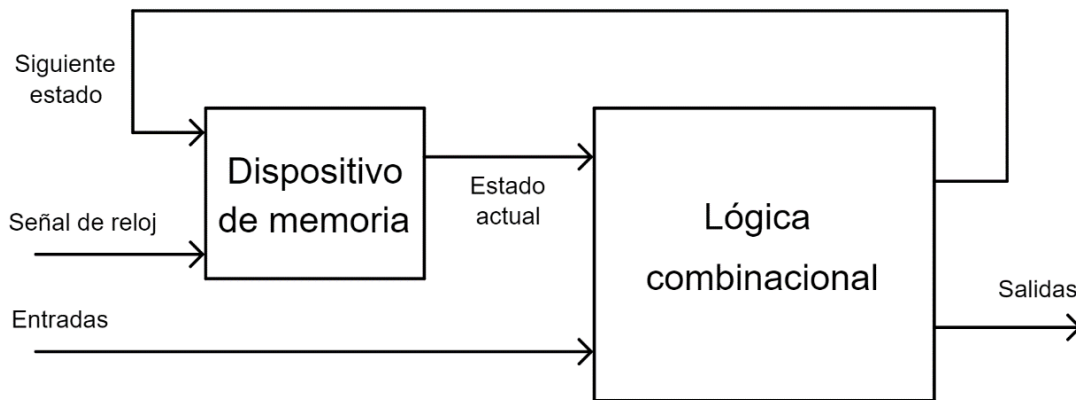 Siguiente
estado
Dispositivo
de memoria
Señal de reloj
Estado
actual
Entradas
Lógica
combinacional
Salidas